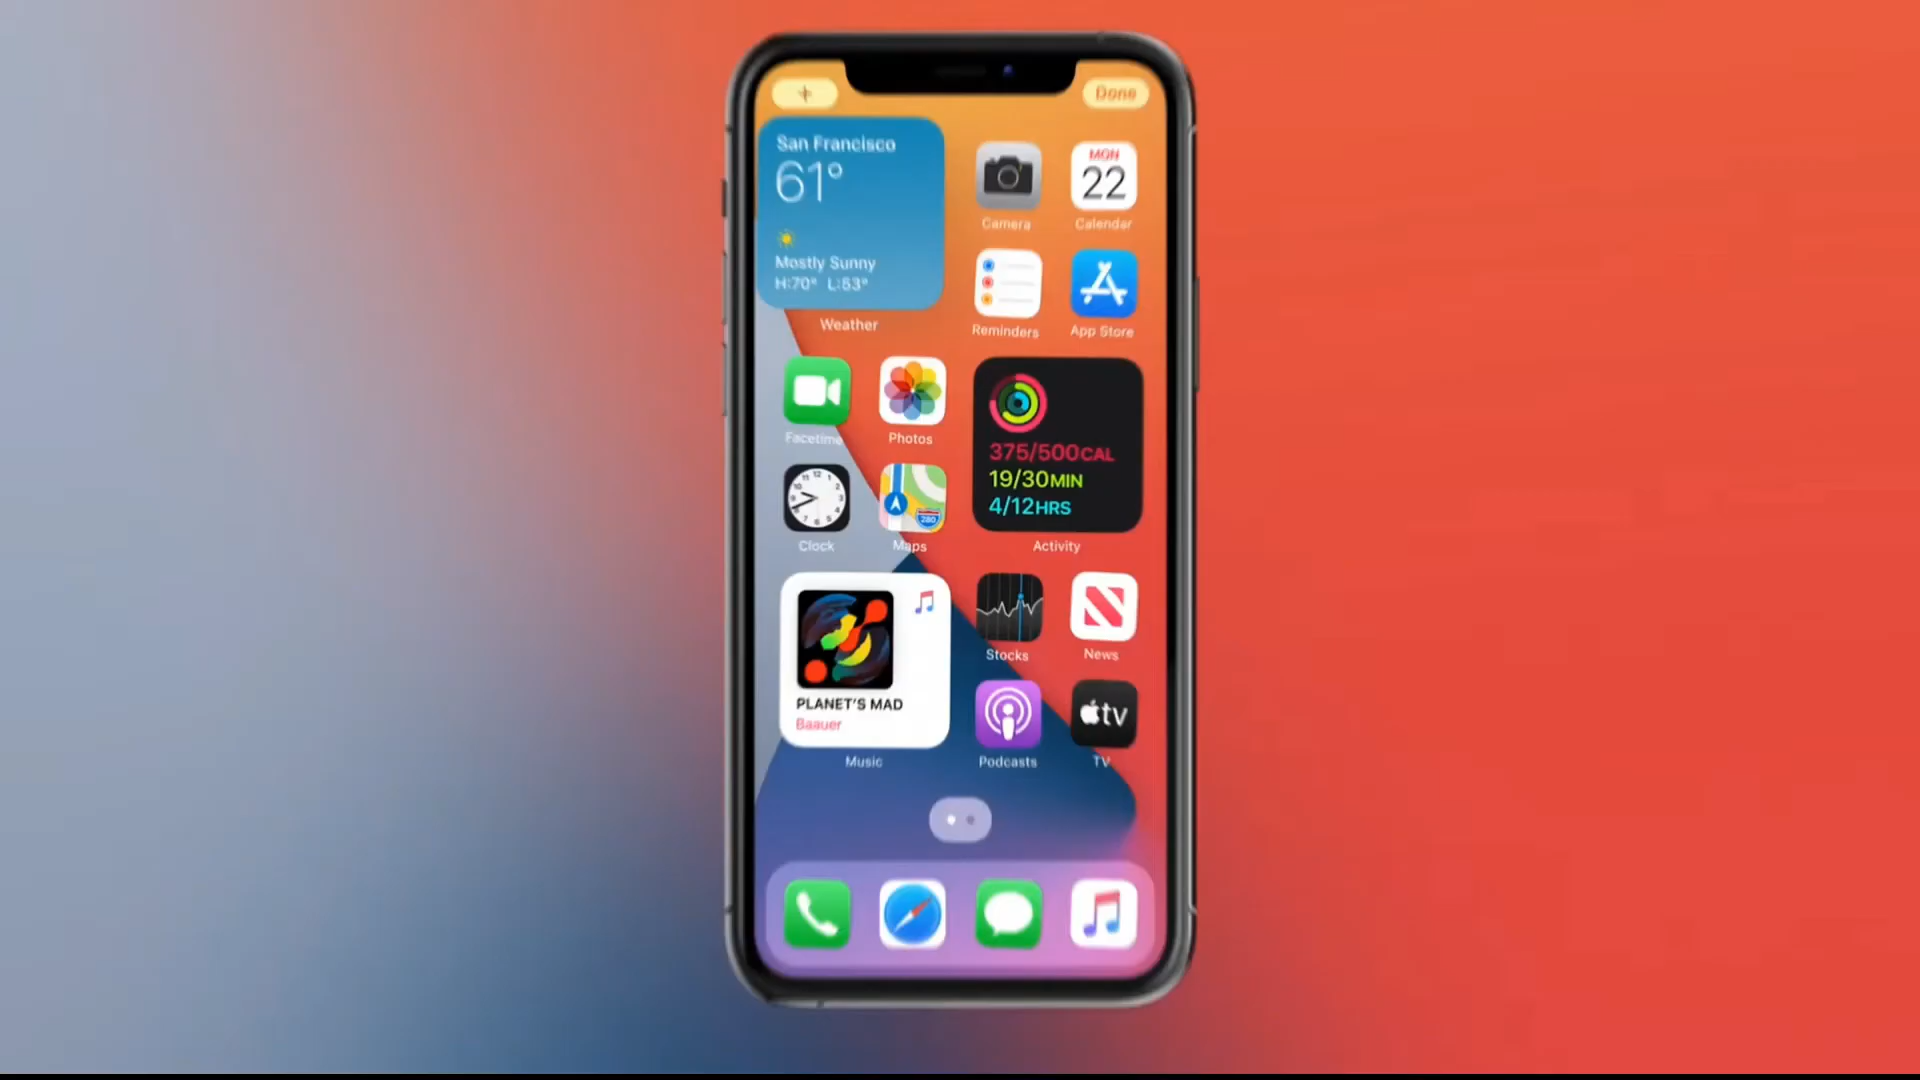 +
Done
San Francisco
61°
Mostly Sunny
H:70° L:53°
Weather
Camera
MON
22
Calendar
Reminders
App Store
Facetime
Photos
375/500CAL
19/30MIN
4/12HRS
Activity
Clock
280
Maps
PLANET'S MAD
Baauer
Music
Stocks
News
Podcasts
tv
TV